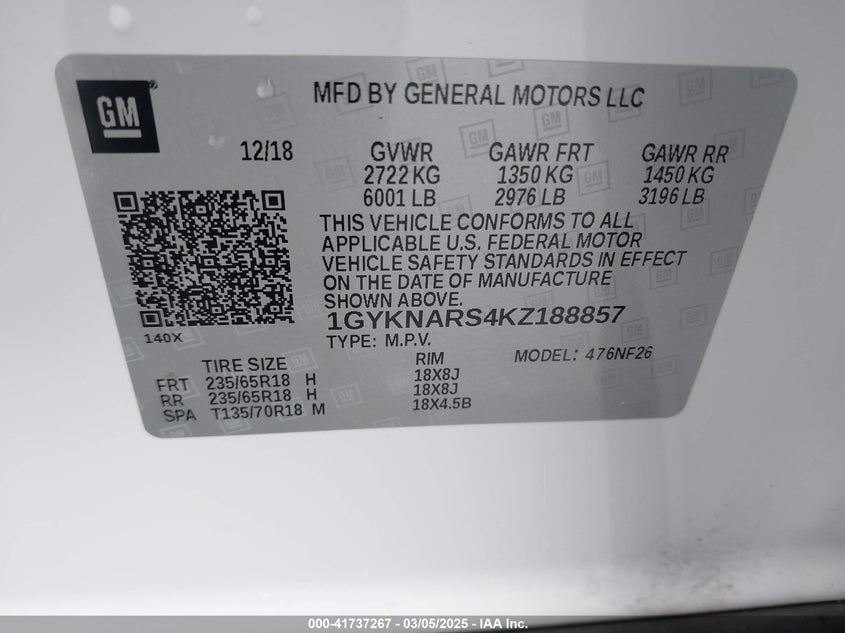 GM
MFD BY GENERAL MOTORS LLC
12/18 GVWR GAWR FRT GAWR RR
2722 KG 1350 KG 1450 KG
6001 LB 2976 LB 3196 LB
THIS VEHICLE CONFORMS TO ALL
APPLICABLE U.S. FEDERAL MOTOR
VEHICLE SAFETY STANDARDS IN EFFECT
ON THE DATE OF MANUFACTURE
SHOWN ABOVE.
1GYKNARS4KZ188857
140X
TYPE: M.P.V.
TIRE SIZE RIM MODEL: 476NF26
FRT 235/65R18 H 18X8J
RR 235/65R18 H 18X8J
SPA T135/70R18 M 18X4.5B
000-41737267 - 03/05/2025 - IAA Inc.